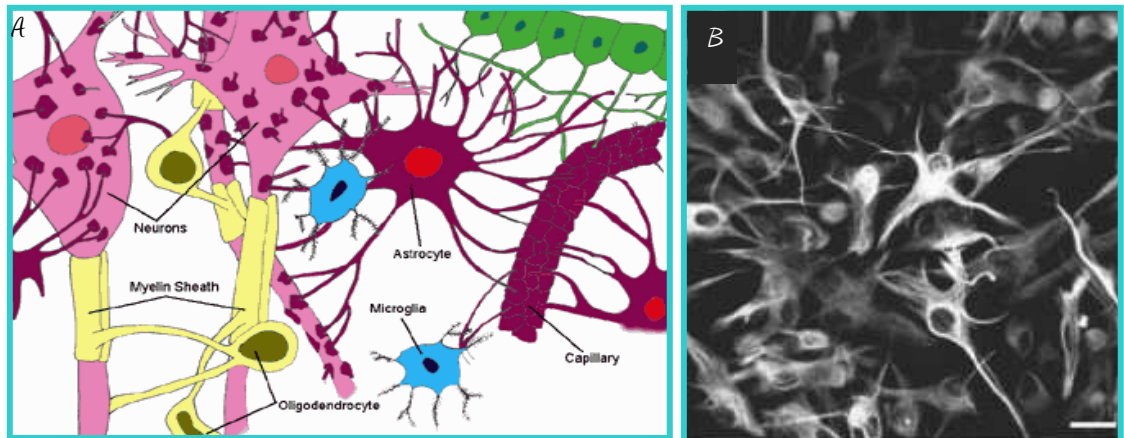 A
B
Neurons
Astrocyte
Myelin Sheath
Microglia
Capillary
Oligodendrocyte